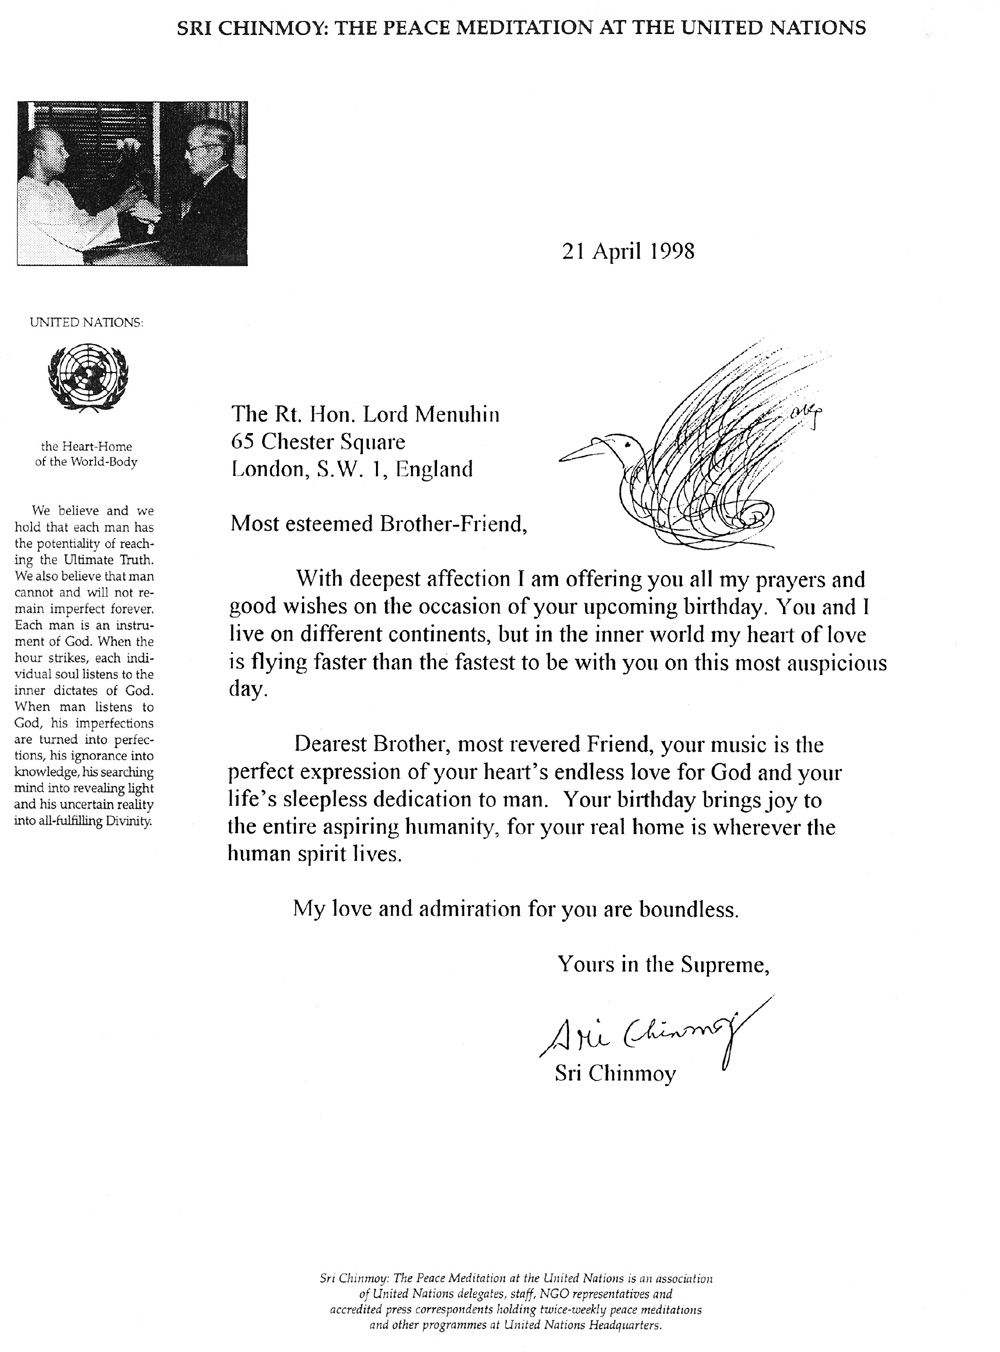 SRI CHINMOY: THE PEACE MEDITATION AT THE UNITED NATIONS
21 April 1998
UNITED NATIONS:
the Heart-Home
of the World-Body
We believe and we
hold that each man has
the potentiality of reach-
ing the Ultimate Truth.
We also believe that man
cannot and will not re-
main imperfect forever.
Each man is an instru-
ment of God. When the
hour strikes, each indi-
vidual soul listens to the
inner dictates of God.
When man listens to
God, his imperfections
are turned into perfec-
tions, his ignorance into
knowledge, his searching
mind into revealing light
and his uncertain reality
into all-fulfilling Divinity.
The Rt. Hon. Lord Menuhin
65 Chester Square
London, S.W. 1, England
Most esteemed Brother-Friend,
With deepest affection I am offering you all my prayers and
good wishes on the occasion of your upcoming birthday. You and I
live on different continents, but in the inner world my heart of love
is flying faster than the fastest to be with you on this most auspicious
day.
Dearest Brother, most revered Friend, your music is the
perfect expression of your heart's endless love for God and your
life's sleepless dedication to man.  Your birthday brings joy to
the entire aspiring humanity, for your real home is wherever the
human spirit lives.
My love and admiration for you are boundless.
Yours in the Supreme,
Sri Chinmoy
Sri Chinmoy
Sri Chinmoy: The Peace Meditation at the United Nations is an association
of United Nations delegates, staff, NGO representatives and
accredited press correspondents holding twice-weekly peace meditations
and other programmes at United Nations Headquarters.